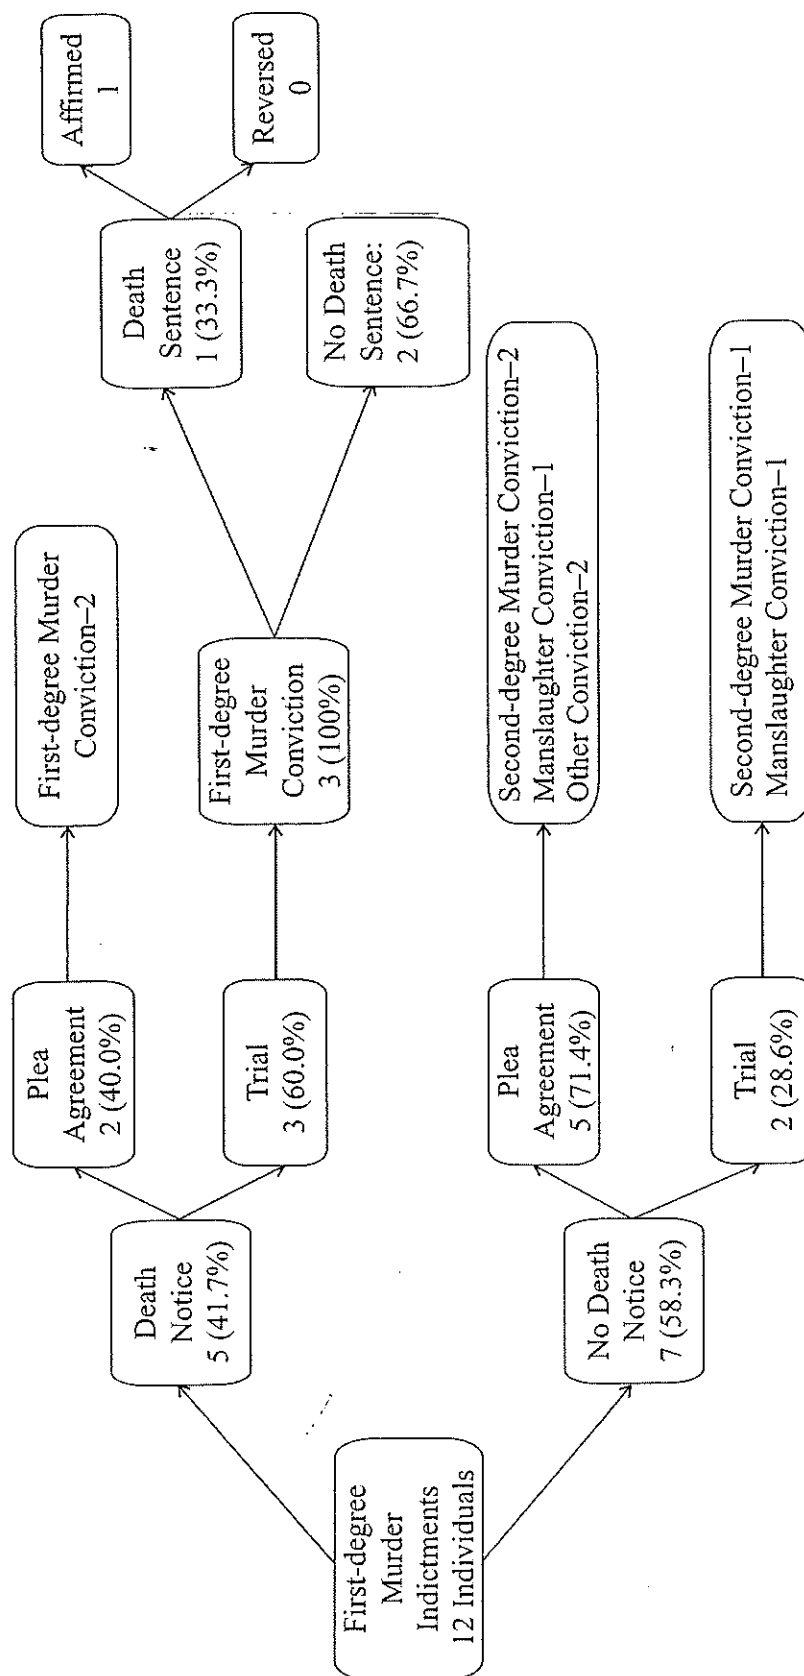 First-degree
Murder
Indictments
12 Individuals
Death
Notice
5 (41.7%)
No Death
Notice
7 (58.3%)
Plea
Agreement
2 (40.0%)
Trial
3 (60.0%)
Plea
Agreement
5 (71.4%)
Trial
2 (28.6%)
First-degree Murder
Conviction–2
First-degree
Murder
Conviction
3 (100%)
Second-degree Murder Conviction–2
Manslaughter Conviction–1
Other Conviction–2
Second-degree Murder Conviction–1
Manslaughter Conviction–1
Death
Sentence
1 (33.3%)
No Death
Sentence:
2 (66.7%)
Affirmed
1
Reversed
0